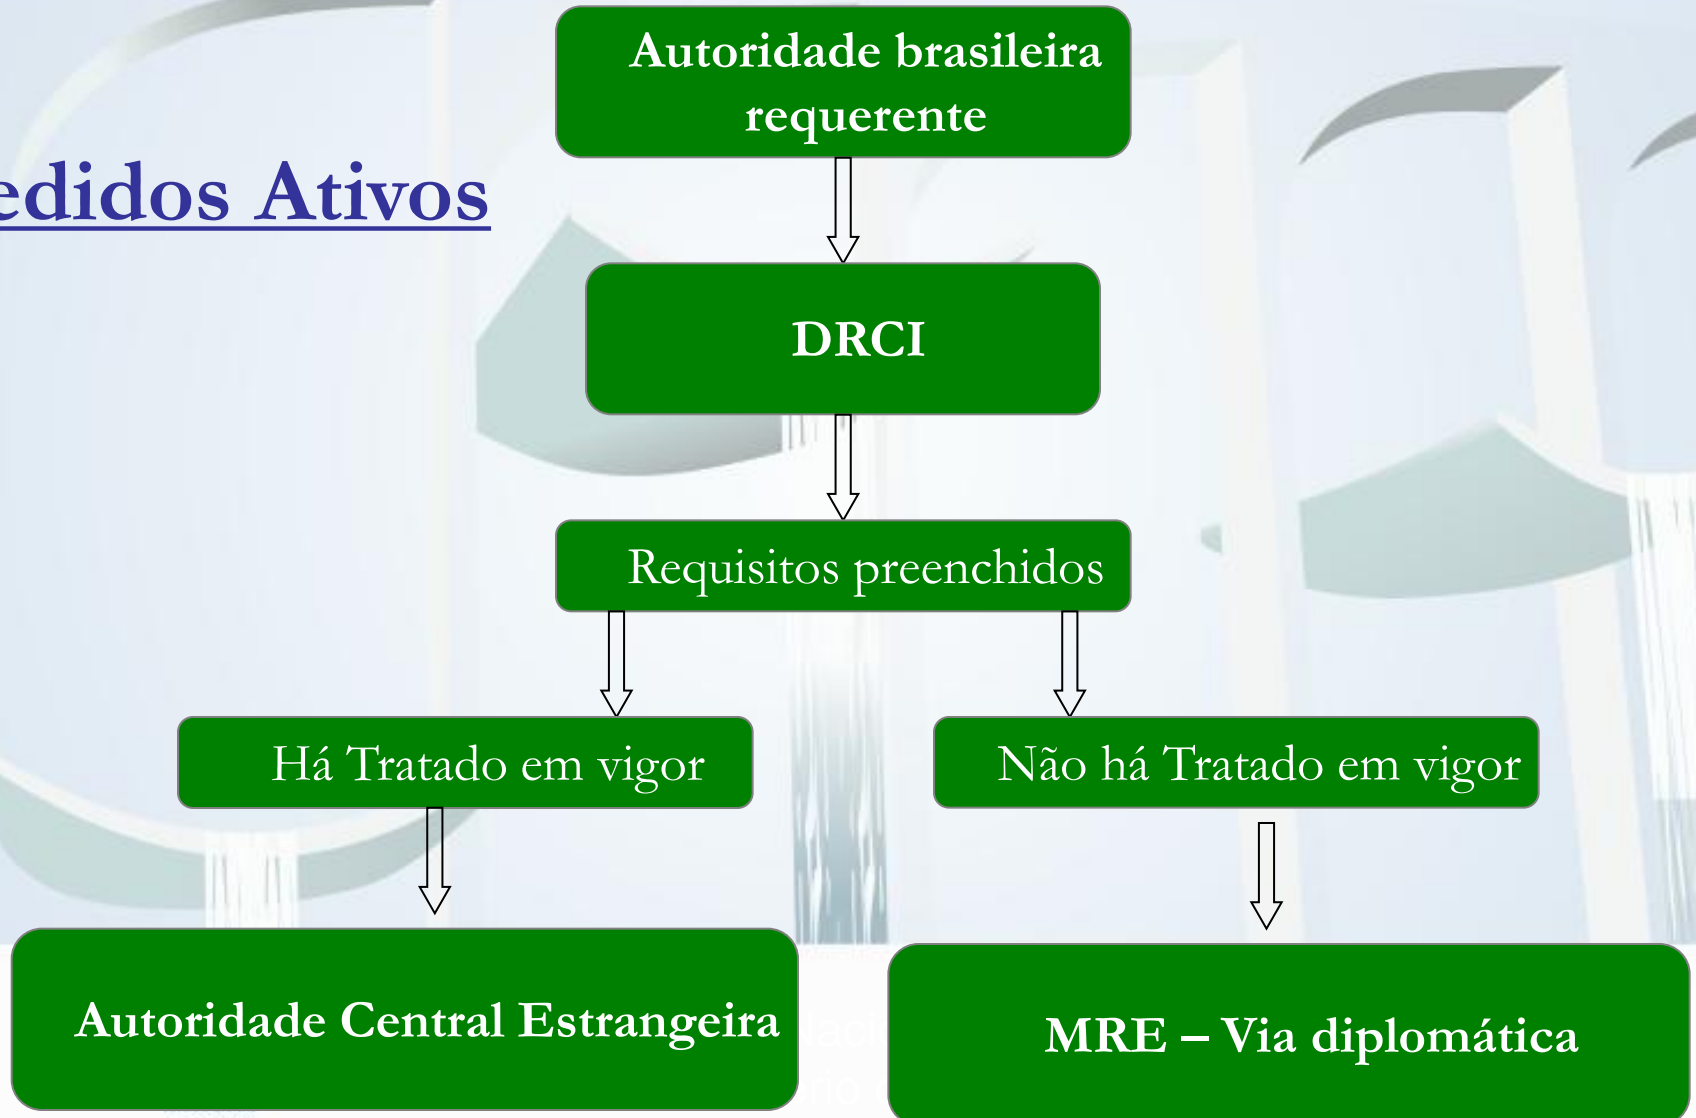 Autoridade brasileira
requerente
edidos Ativos
DRCI
Requisitos preenchidos
Há Tratado em vigor
Não há Tratado em vigor
Autoridade Central Estrangeira
MRE – Via diplomática